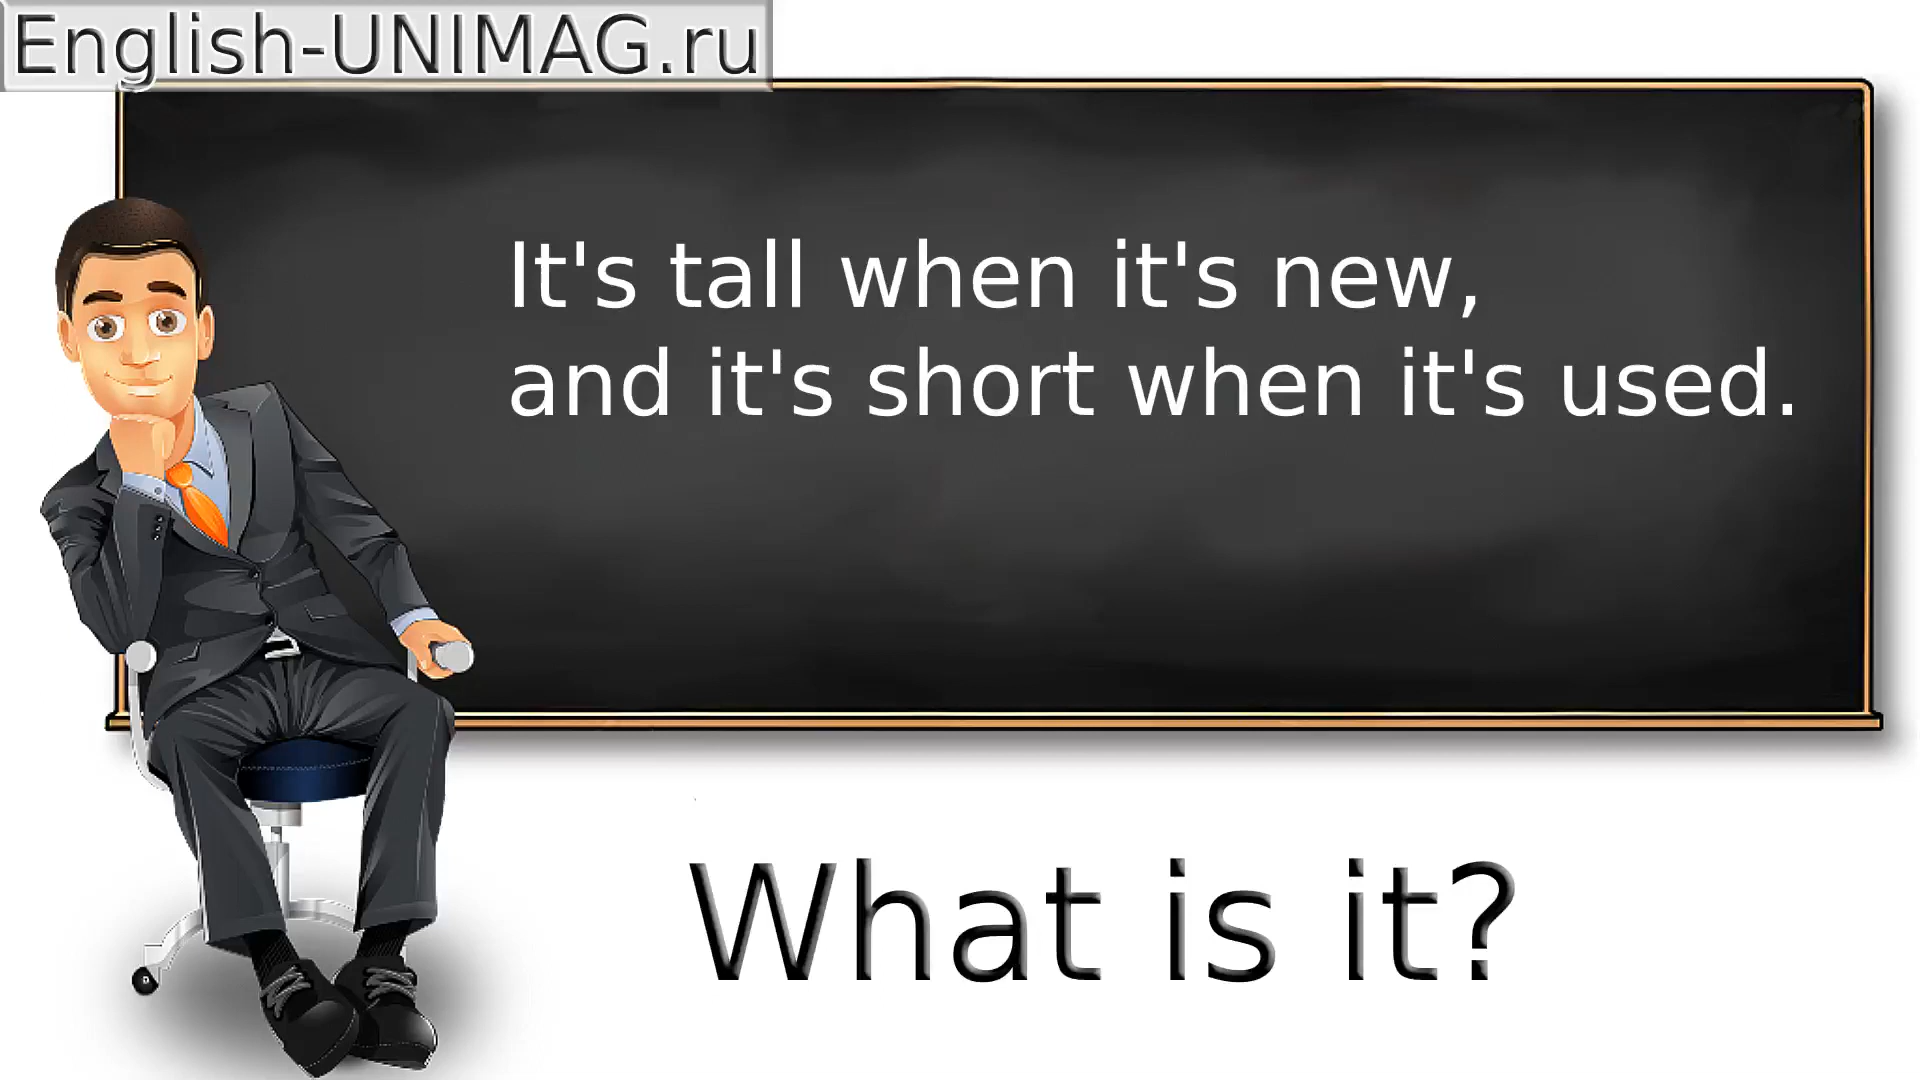 English-UNIMAG.ru
It's tall when it's new,
and it's short when it's used.
What is it?